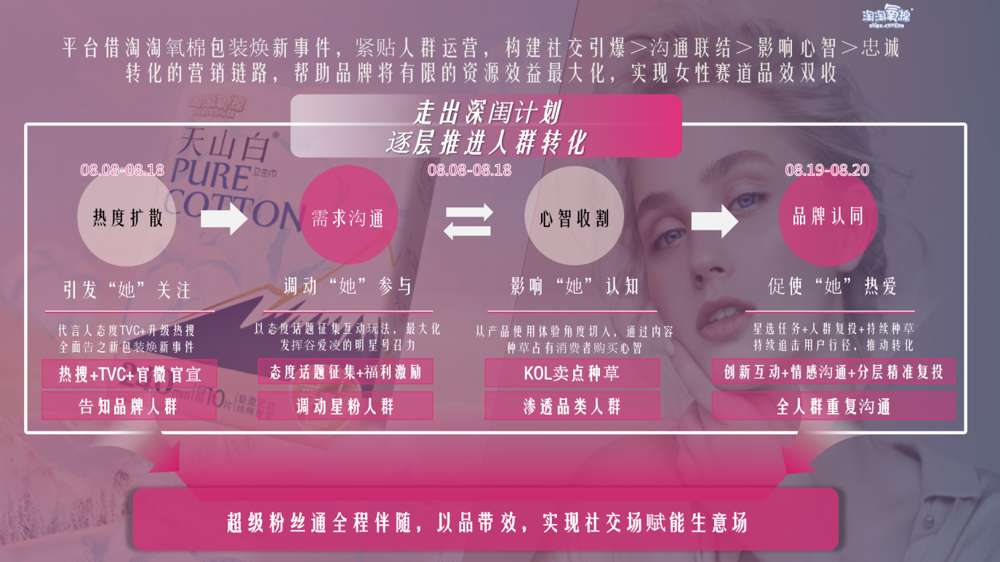 淘淘氧棉
PURE COTTON
平台借淘淘氧棉包装焕新事件，紧贴人群运营，构建社交引爆＞沟通联结＞影响心智＞忠诚
转化的营销链路，帮助品牌将有限的资源效益最大化，实现女性赛道品效双收
走出深闺计划
逐层推进人群转化
08.08-08.18
热度扩散
引发“她”关注
代言人态度TVC+升级热搜
全面告之新包装焕新事件
热搜+TVC+官微官宣
告知品牌人群
需求沟通
调动“她”参与
以态度话题征集互动玩法，最大化
发挥谷爱凌的明星号召力
态度话题征集+福利激励
调动星粉人群
08.08-08.18
心智收割
影响“她”认知
从产品使用体验角度切入，通过内容
种草占有消费者购买心智
KOL卖点种草
渗透品类人群
08.19-08.20
品牌认同
促使“她”热爱
星选任务+人群复投+持续种草
持续追击用户行径，推动转化
创新互动+情感沟通+分层精准复投
全人群重复沟通
超级粉丝通全程伴随，以品带效，实现社交场赋能生意场
淘淘氧棉
PURE COTTON
天山白®
PURE 卫生巾
COTTON
240mm
10片
轻盈无动